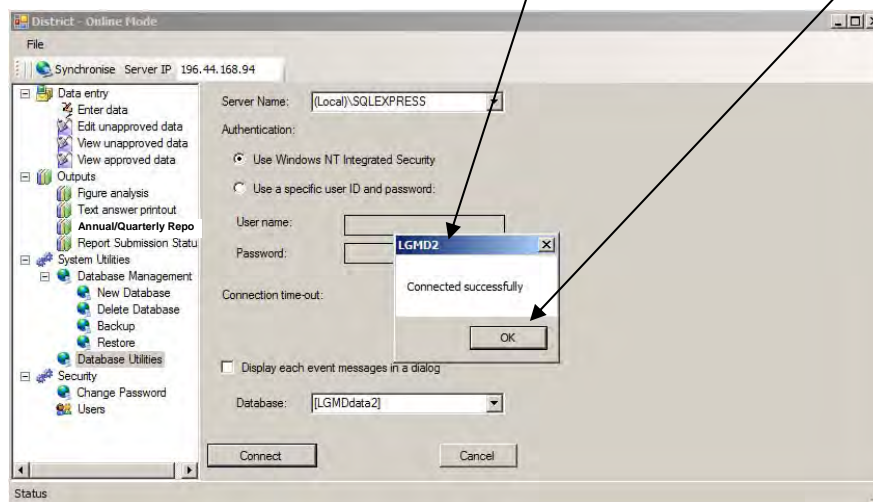 District - Online Mode
File
Synchronise Server IP 196.44.168.94
Data entry
Enter data
Edit unapproved data
View unapproved data
View approved data
Outputs
Figure analysis
Text answer printout
Annual/Quarterly Repo
Report Submission Statu
System Utilities
Database Management
New Database
Delete Database
Backup
Restore
Database Utilities
Security
Change Password
Users
Server Name: (Local)\SQLEXPRESS
Authentication:
Use Windows NT Integrated Security
Use a specific user ID and password:
User name:
Password:
Connection time-out:
LGMD2
Connected successfully
OK
Display each event messages in a dialog
Database: [LGMDdata2]
Connect Cancel
Status